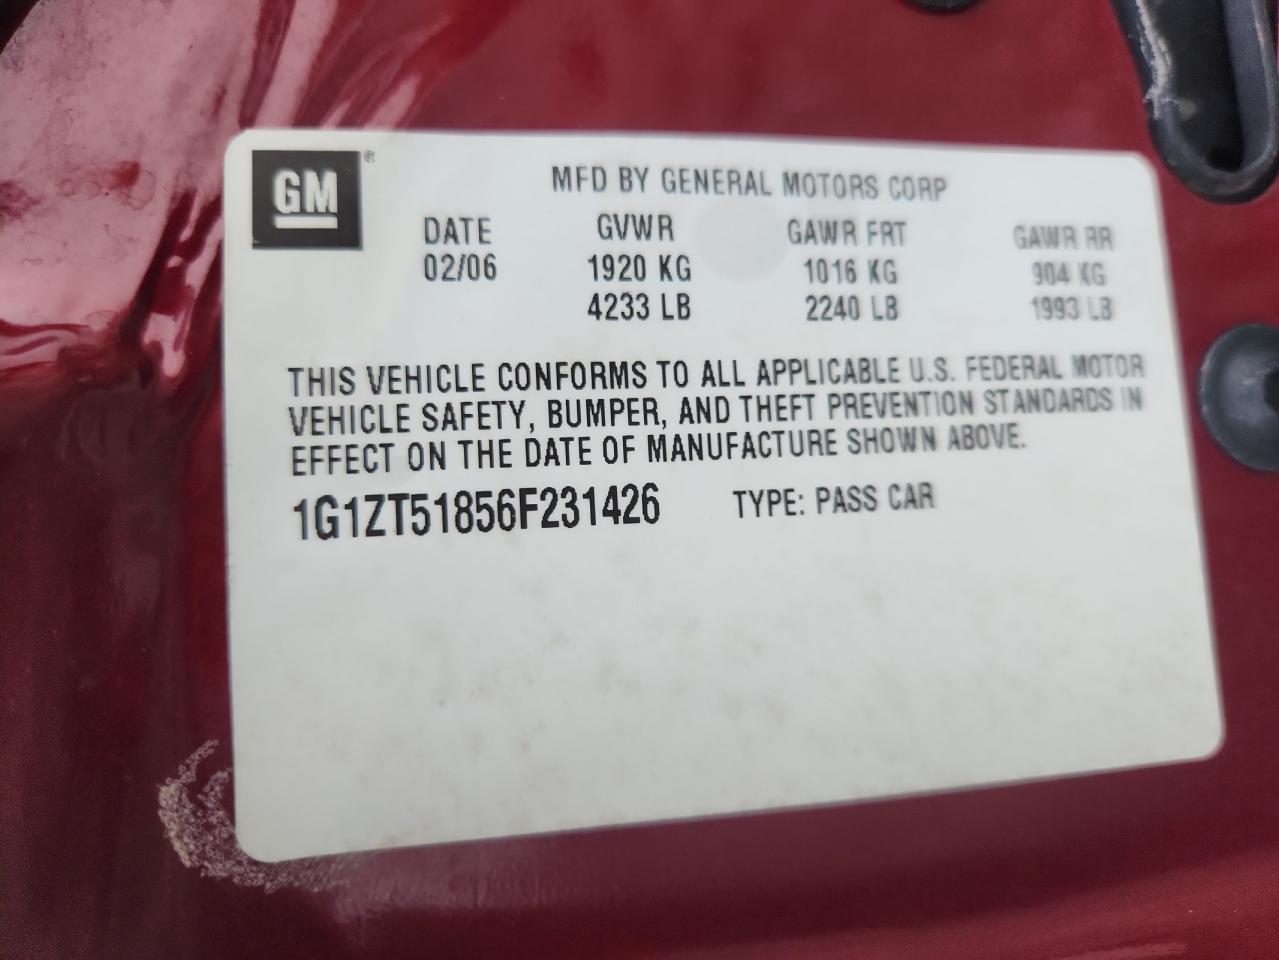 GM®
MFD BY GENERAL MOTORS CORP
DATE GVWR GAWR FRT GAWR RR
02/06 1920 KG 1016 KG 904 KG
4233 LB 2240 LB 1993 LB
THIS VEHICLE CONFORMS TO ALL APPLICABLE U.S. FEDERAL MOTOR
VEHICLE SAFETY, BUMPER, AND THEFT PREVENTION STANDARDS IN
EFFECT ON THE DATE OF MANUFACTURE SHOWN ABOVE.
1G1ZT51856F231426 TYPE: PASS CAR